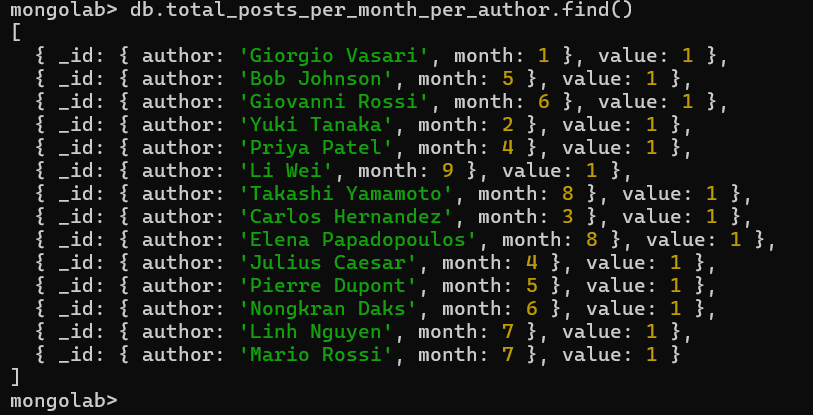 mongolab> db.total_posts_per_month_per_author.find()
[
  { _id: { author: 'Giorgio Vasari', month: 1 }, value: 1 },
  { _id: { author: 'Bob Johnson', month: 5 }, value: 1 },
  { _id: { author: 'Giovanni Rossi', month: 6 }, value: 1 },
  { _id: { author: 'Yuki Tanaka', month: 2 }, value: 1 },
  { _id: { author: 'Priya Patel', month: 4 }, value: 1 },
  { _id: { author: 'Li Wei', month: 9 }, value: 1 },
  { _id: { author: 'Takashi Yamamoto', month: 8 }, value: 1 },
  { _id: { author: 'Carlos Hernandez', month: 3 }, value: 1 },
  { _id: { author: 'Elena Papadopoulos', month: 8 }, value: 1 },
  { _id: { author: 'Julius Caesar', month: 4 }, value: 1 },
  { _id: { author: 'Pierre Dupont', month: 5 }, value: 1 },
  { _id: { author: 'Nongkran Daks', month: 6 }, value: 1 },
  { _id: { author: 'Linh Nguyen', month: 7 }, value: 1 },
  { _id: { author: 'Mario Rossi', month: 7 }, value: 1 }
]
mongolab>